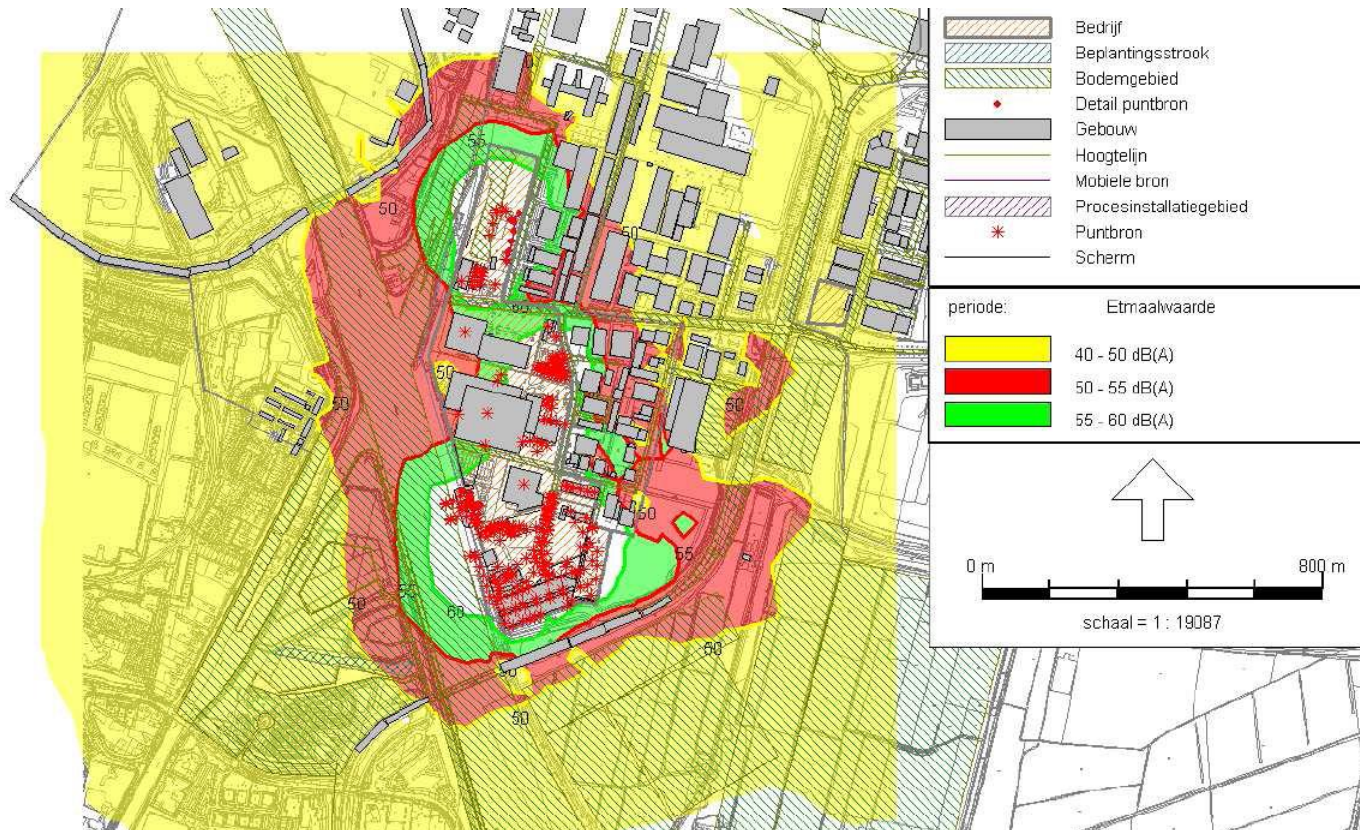 Bedrijf
Beplantingsstrook
Bodemgebied
Detail puntbron
Gebouw
Hoogtelijn
Mobiele bron
Procesinstallatiegebied
Puntbron
Scherm
periode: Etmaalwaarde
40 - 50 dB(A)
50 - 55 dB(A)
55 - 60 dB(A)
0 m 800 m
schaal = 1 : 19087
55
50
50
60
50
50
50
50
55
50
60
50
50
50